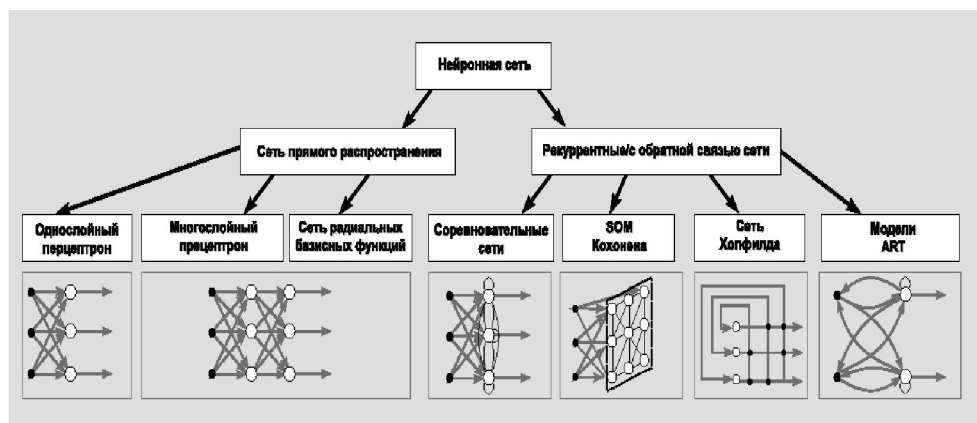 Нейронная сеть
Сеть прямого распространения
Рекуррентные/с обратной связью сети
Однослойный
перцептрон
Многослойный
прецептрон
Сеть радиальных
базисных функций
Соревновательные
сети
SOM
Кохонена
Сеть
Хопфилда
Модели
ART